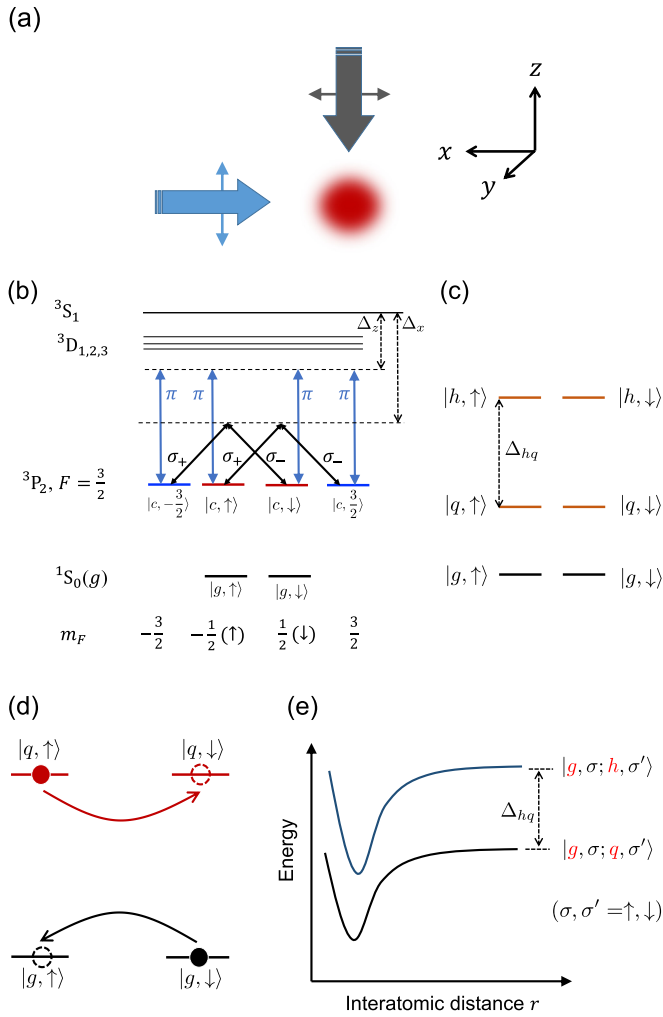 (a)
z
x
y
(b)
(c)
³S₁
Δ_z
Δ_x
³D₁,₂,₃
π π π π
|h,↑⟩ |h,↓⟩
Δ_hq
σ₊ σ₊ σ₋ σ₋
³P₂, F = 3/2
|c,-3/2⟩ |c,↑⟩ |c,↓⟩ |c,3/2⟩
|q,↑⟩ |q,↓⟩
¹S₀(g)
|g,↑⟩ |g,↓⟩
|g,↑⟩ |g,↓⟩
m_F −3/2 −1/2 (↑) 1/2 (↓) 3/2
(d)
|q,↑⟩ |q,↓⟩
|g,↑⟩ |g,↓⟩
(e)
Energy
|g,σ;h,σ′⟩
Δ_hq
|g,σ;q,σ′⟩
(σ,σ′ =↑,↓)
Interatomic distance r